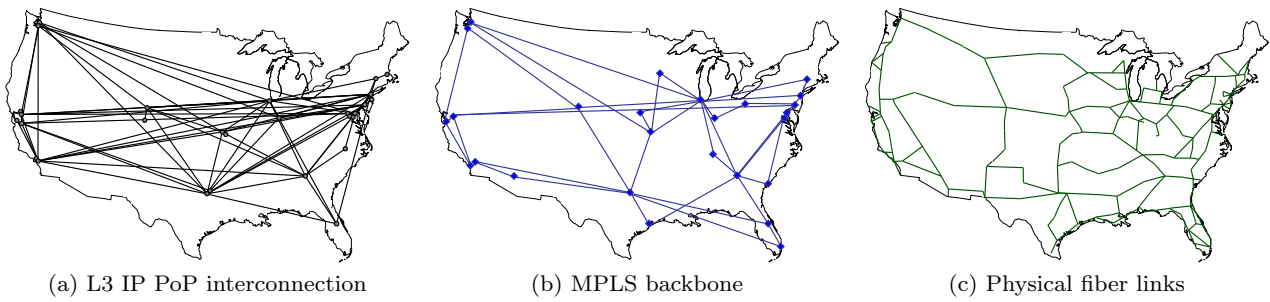 (a) L3 IP PoP interconnection
(b) MPLS backbone
(c) Physical fiber links